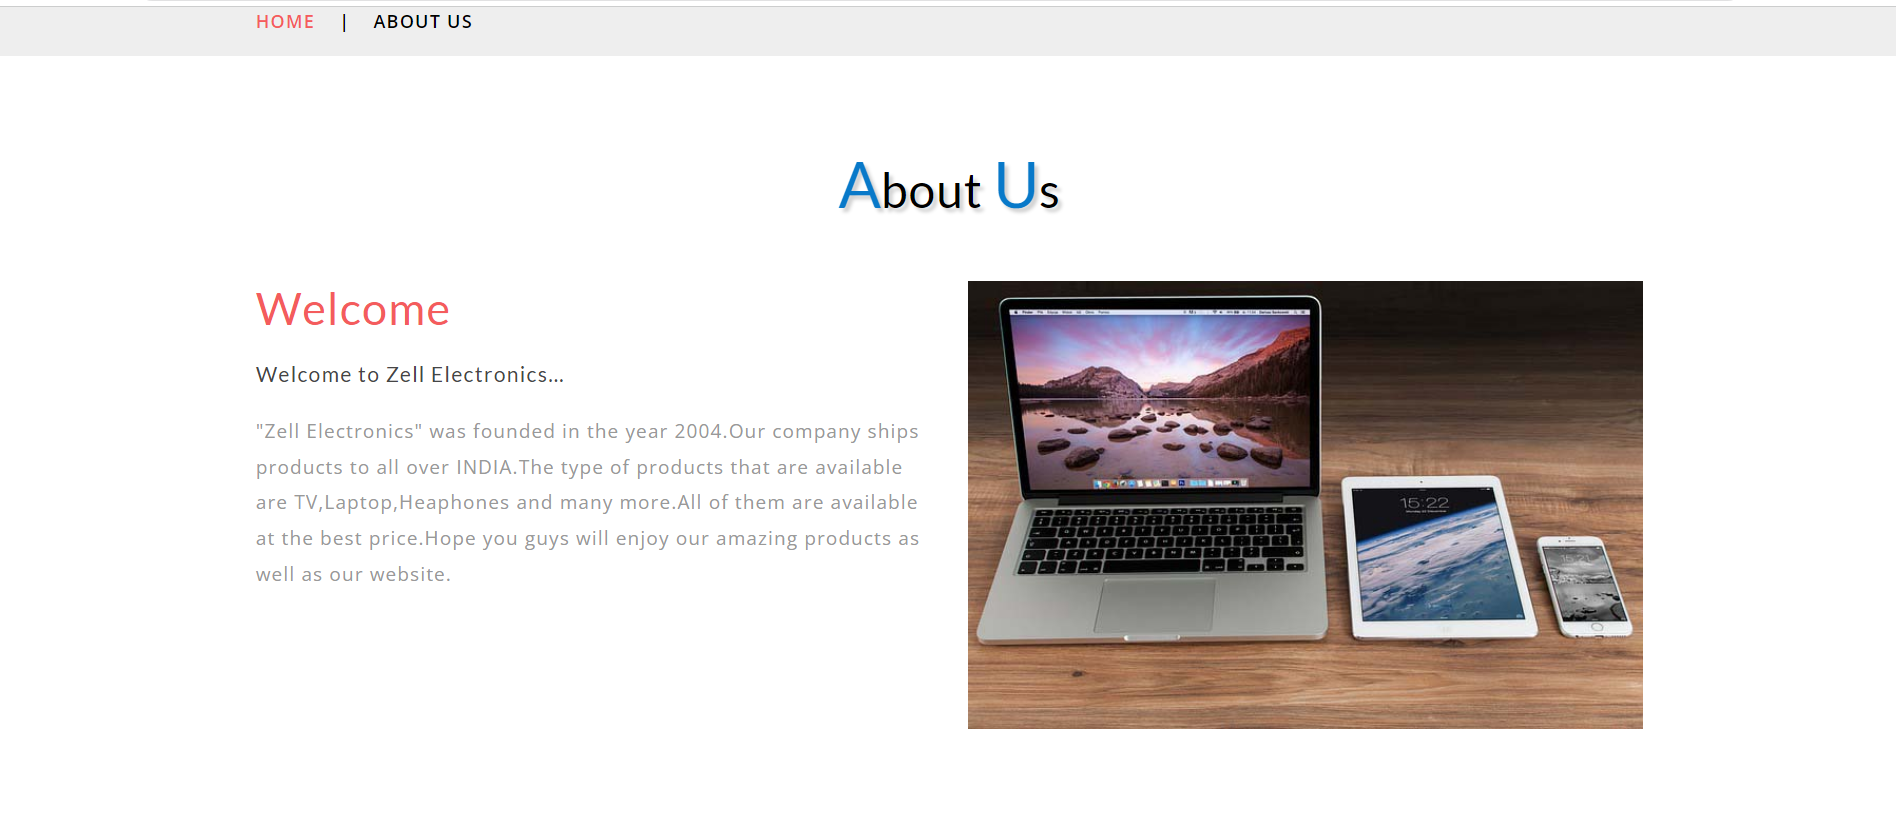 HOME | ABOUT US
About Us
Welcome
Welcome to Zell Electronics...
"Zell Electronics" was founded in the year 2004.Our company ships
products to all over INDIA.The type of products that are available
are TV,Laptop,Heaphones and many more.All of them are available
at the best price.Hope you guys will enjoy our amazing products as
well as our website.
15:22